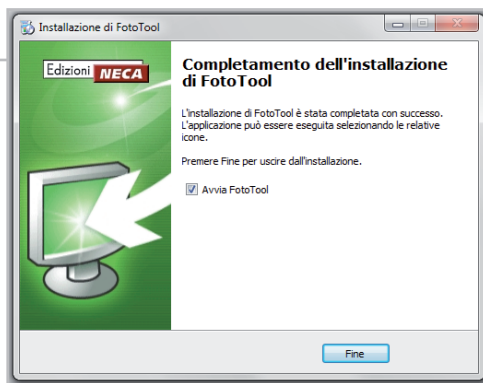 Installazione di FotoTool
Edizioni NECA
Completamento dell'installazione
di FotoTool
L'installazione di FotoTool è stata completata con successo.
L'applicazione può essere eseguita selezionando le relative
icone.
Premere Fine per uscire dall'installazione.
Avvia FotoTool
Fine